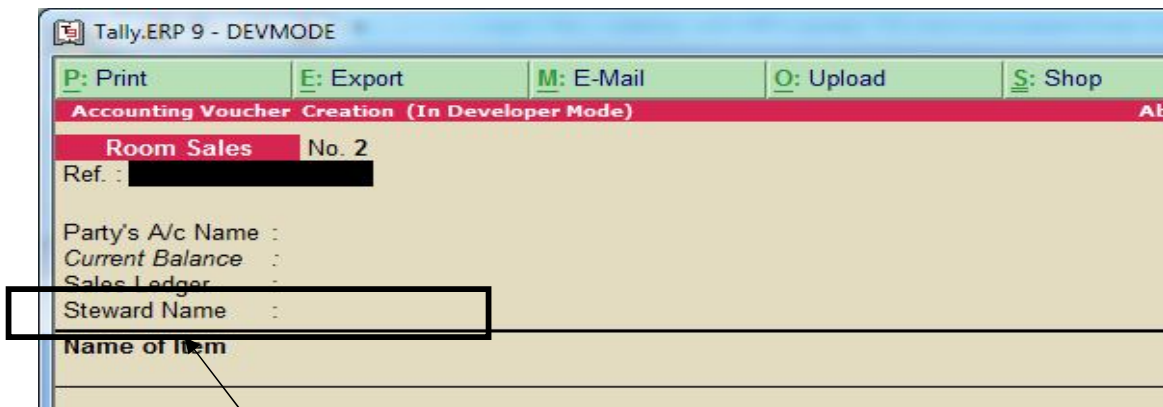 Tally.ERP 9 - DEVMODE
P: Print E: Export M: E-Mail O: Upload S: Shop
Accounting Voucher Creation (In Developer Mode) Ab
Room Sales No. 2
Ref. :
Party's A/c Name :
Current Balance :
Sales Ledger :
Steward Name :
Name of Item